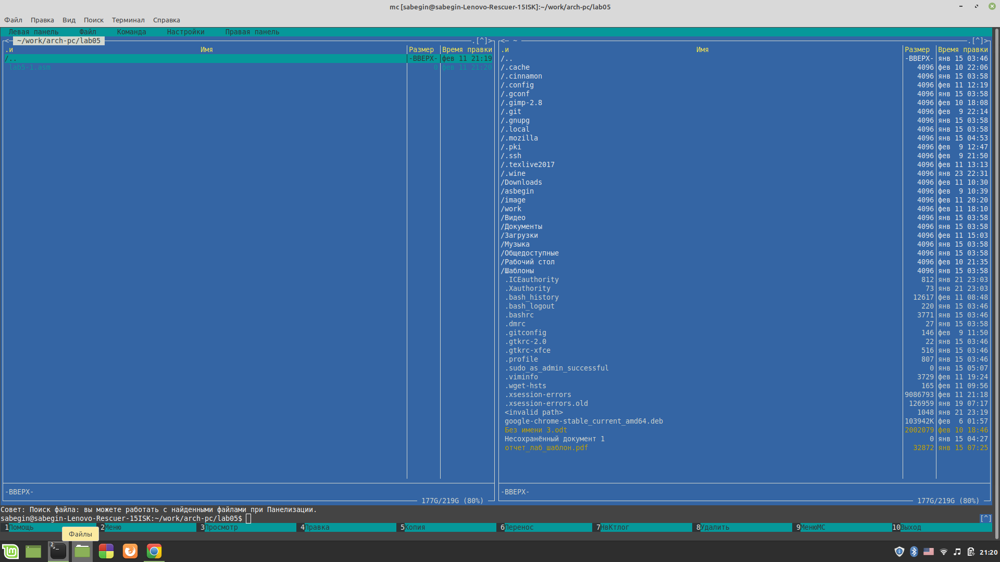 mc [sabegin@sabegin-Lenovo-Rescuer-15ISK]:~/work/arch-pc/lab05
Файл Правка Вид Поиск Терминал Справка
Левая панель Файл Команда Настройки Правая панель
<─ ~/work/arch-pc/lab05 .[^]>
.и Имя Размер Время правки
/.. -ВВЕРХ- фев 11 21:19
lab5-1.asm 0 фев 11 21:20
-ВВЕРХ-
177G/219G (80%)
<─ ~ .[^]>
.и Имя Размер Время правки
/.. -ВВЕРХ- янв 15 03:46
/.cache 4096 фев 10 22:06
/.cinnamon 4096 янв 15 03:58
/.config 4096 фев 11 12:19
/.gconf 4096 янв 15 03:58
/.gimp-2.8 4096 фев 10 18:08
/.git 4096 фев 9 22:14
/.gnupg 4096 янв 15 03:58
/.local 4096 янв 15 03:58
/.mozilla 4096 янв 15 04:53
/.pki 4096 фев 9 12:47
/.ssh 4096 фев 9 21:50
/.texlive2017 4096 фев 11 13:13
/.wine 4096 янв 23 22:31
/Downloads 4096 фев 11 10:30
/asbegin 4096 фев 9 10:39
/image 4096 фев 11 20:20
/work 4096 фев 11 18:10
/Видео 4096 янв 15 03:58
/Документы 4096 янв 15 03:58
/Загрузки 4096 фев 11 15:03
/Музыка 4096 янв 15 03:58
/Общедоступные 4096 янв 15 03:58
/Рабочий стол 4096 фев 10 21:35
/Шаблоны 4096 янв 15 03:58
.ICEauthority 812 янв 21 23:03
.Xauthority 73 янв 21 23:03
.bash_history 12617 фев 11 08:48
.bash_logout 220 янв 15 03:46
.bashrc 3771 янв 15 03:46
.dmrc 27 янв 15 03:58
.gitconfig 146 фев 9 11:50
.gtkrc-2.0 22 янв 15 03:46
.gtkrc-xfce 516 янв 15 03:46
.profile 807 янв 15 03:46
.sudo_as_admin_successful 0 янв 15 05:07
.viminfo 3729 фев 11 19:24
.wget-hsts 165 фев 11 09:56
.xsession-errors 9086793 фев 11 21:18
.xsession-errors.old 126959 янв 19 07:17
<invalid path> 1048 янв 21 23:19
google-chrome-stable_current_amd64.deb 103942K фев 6 01:57
Без имени 3.odt 2002079 фев 10 18:46
Несохранённый документ 1 0 янв 15 04:27
отчет_лаб_шаблон.pdf 32872 янв 15 07:25
-ВВЕРХ-
177G/219G (80%)
Совет: Поиск файла: вы можете работать с найденными файлами при Панелизации.
sabegin@sabegin-Lenovo-Rescuer-15ISK:~/work/arch-pc/lab05$ [^]
1Помощь 2Меню 3Просмотр 4Правка 5Копия 6Перенос 7НвКтлог 8Удалить 9МенюМС 10Выход
Файлы
2
21:20